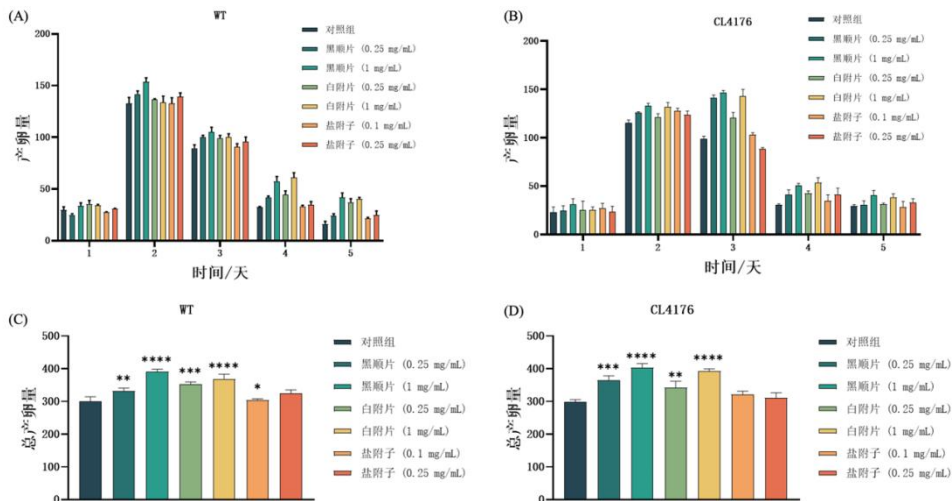 (A)
WT
产卵量
200
150
100
50
0
1 2 3 4 5
时间/天
对照组
黑顺片 (0.25 mg/mL)
黑顺片 (1 mg/mL)
白附片 (0.25 mg/mL)
白附片 (1 mg/mL)
盐附子 (0.1 mg/mL)
盐附子 (0.25 mg/mL)
(B)
CL4176
产卵量
200
150
100
50
0
1 2 3 4 5
时间/天
对照组
黑顺片 (0.25 mg/mL)
黑顺片 (1 mg/mL)
白附片 (0.25 mg/mL)
白附片 (1 mg/mL)
盐附子 (0.1 mg/mL)
盐附子 (0.25 mg/mL)
(C)
WT
总产卵量
500
400
300
200
100
0
** **** *** **** *
对照组
黑顺片 (0.25 mg/mL)
黑顺片 (1 mg/mL)
白附片 (0.25 mg/mL)
白附片 (1 mg/mL)
盐附子 (0.1 mg/mL)
盐附子 (0.25 mg/mL)
(D)
CL4176
总产卵量
500
400
300
200
100
0
*** **** ** ****
对照组
黑顺片 (0.25 mg/mL)
黑顺片 (1 mg/mL)
白附片 (0.25 mg/mL)
白附片 (1 mg/mL)
盐附子 (0.1 mg/mL)
盐附子 (0.25 mg/mL)